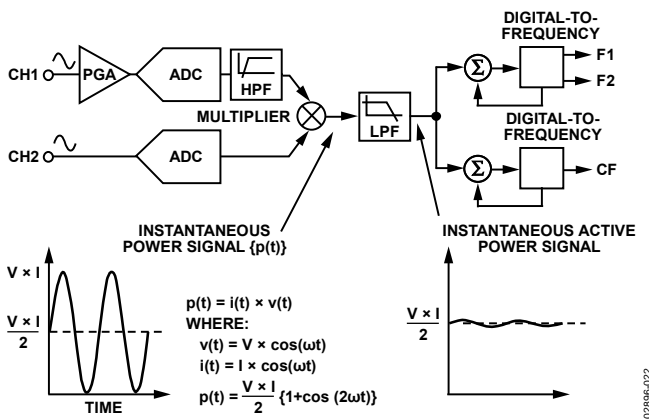 DIGITAL-TO-
FREQUENCY
F1
F2
CH1
PGA
ADC
HPF
MULTIPLIER
LPF
Σ
DIGITAL-TO-
FREQUENCY
CH2
ADC
Σ
CF
INSTANTANEOUS
POWER SIGNAL {p(t)}
INSTANTANEOUS ACTIVE
POWER SIGNAL
V × I
V × I
2
TIME
p(t) = i(t) × v(t)
WHERE:
v(t) = V × cos(ωt)
i(t) = I × cos(ωt)
p(t) = V × I
2
{1+cos (2ωt)}
V × I
2
02896-022